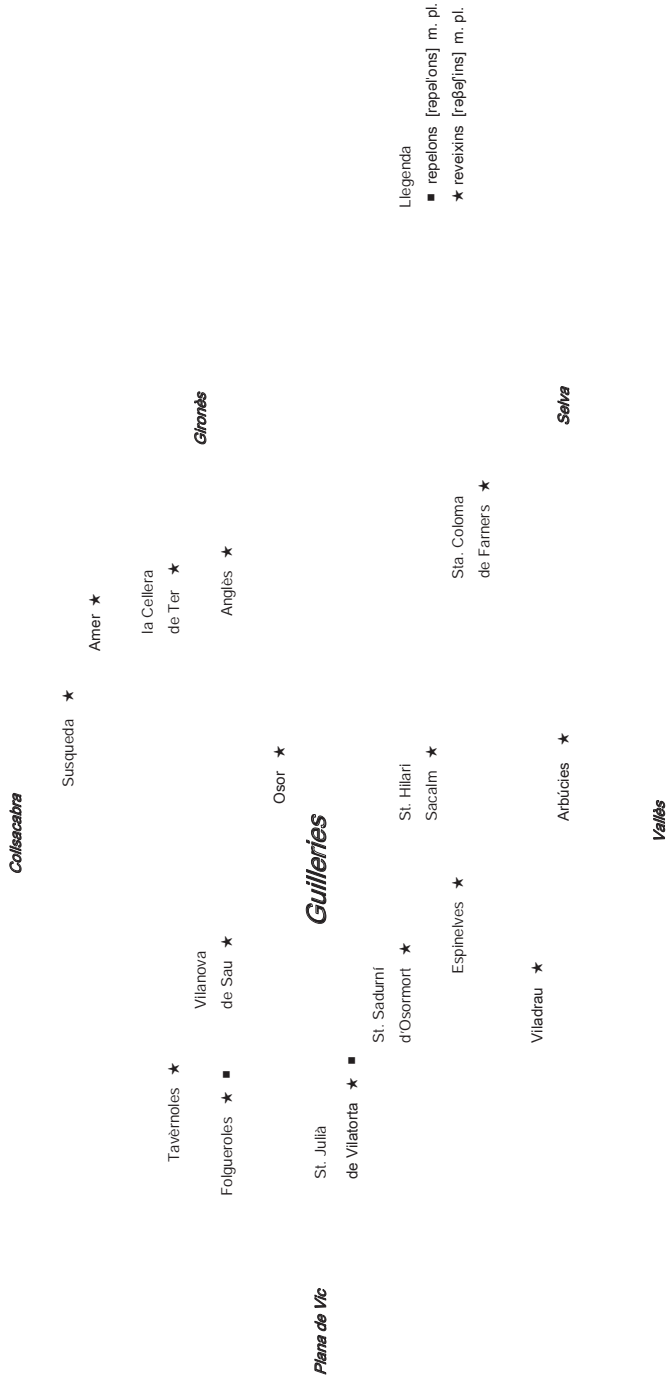 Collsacabra
Susqueda ★
Amer ★
la Cellera
de Ter ★
Tavèrnoles ★
Vilanova
de Sau ★
Gironès
Folgueroles ★ ■
Anglès ★
Osor ★
Guilleries
Plana de Vic
St. Julià
de Vilatorta ★ ■
St. Sadurní
d'Osormort ★
St. Hilari
Sacalm ★
Espinelves ★
Sta. Coloma
de Farners ★
Viladrau ★
Arbúcies ★
Selva
Vallès
Llegenda
■ repelons [rəpəl'ons] m. pl.
★ reveixins [rəβəʃ'ins] m. pl.